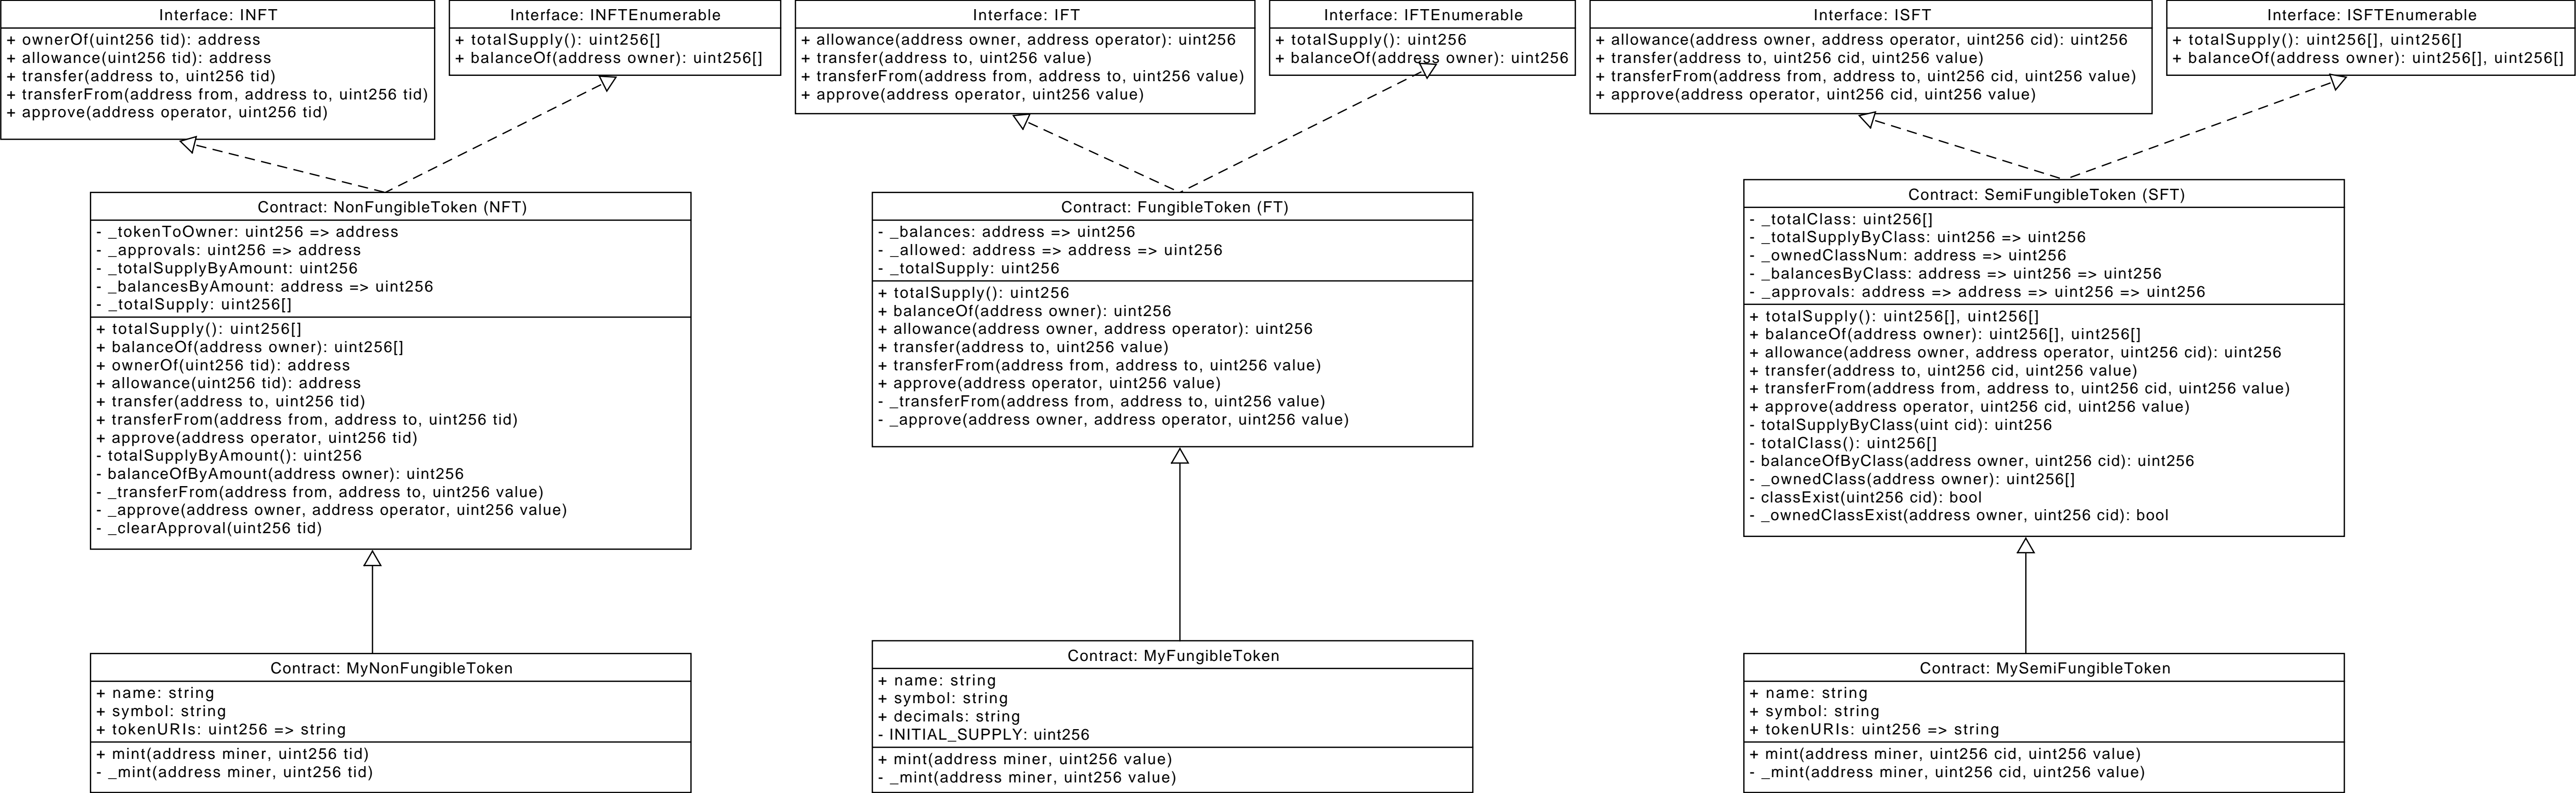 Interface: INFT
+ ownerOf(uint256 tid): address
+ allowance(uint256 tid): address
+ transfer(address to, uint256 tid)
+ transferFrom(address from, address to, uint256 tid)
+ approve(address operator, uint256 tid)
Interface: INFTEnumerable
+ totalSupply(): uint256[]
+ balanceOf(address owner): uint256[]
Interface: IFT
+ allowance(address owner, address operator): uint256
+ transfer(address to, uint256 value)
+ transferFrom(address from, address to, uint256 value)
+ approve(address operator, uint256 value)
Interface: IFTEnumerable
+ totalSupply(): uint256
+ balanceOf(address owner): uint256
Interface: ISFT
+ allowance(address owner, address operator, uint256 cid): uint256
+ transfer(address to, uint256 cid, uint256 value)
+ transferFrom(address from, address to, uint256 cid, uint256 value)
+ approve(address operator, uint256 cid, uint256 value)
Interface: ISFTEnumerable
+ totalSupply(): uint256[], uint256[]
+ balanceOf(address owner): uint256[], uint256[]
Contract: NonFungibleToken (NFT)
- _tokenToOwner: uint256 => address
- _approvals: uint256 => address
- _totalSupplyByAmount: uint256
- _balancesByAmount: address => uint256
- _totalSupply: uint256[]
+ totalSupply(): uint256[]
+ balanceOf(address owner): uint256[]
+ ownerOf(uint256 tid): address
+ allowance(uint256 tid): address
+ transfer(address to, uint256 tid)
+ transferFrom(address from, address to, uint256 tid)
+ approve(address operator, uint256 tid)
- totalSupplyByAmount(): uint256
- balanceOfByAmount(address owner): uint256
- _transferFrom(address from, address to, uint256 value)
- _approve(address owner, address operator, uint256 value)
- _clearApproval(uint256 tid)
Contract: FungibleToken (FT)
- _balances: address => uint256
- _allowed: address => address => uint256
- _totalSupply: uint256
+ totalSupply(): uint256
+ balanceOf(address owner): uint256
+ allowance(address owner, address operator): uint256
+ transfer(address to, uint256 value)
+ transferFrom(address from, address to, uint256 value)
+ approve(address operator, uint256 value)
- _transferFrom(address from, address to, uint256 value)
- _approve(address owner, address operator, uint256 value)
Contract: SemiFungibleToken (SFT)
- _totalClass: uint256[]
- _totalSupplyByClass: uint256 => uint256
- _ownedClassNum: address => uint256
- _balancesByClass: address => uint256 => uint256
- _approvals: address => address => uint256 => uint256
+ totalSupply(): uint256[], uint256[]
+ balanceOf(address owner): uint256[], uint256[]
+ allowance(address owner, address operator, uint256 cid): uint256
+ transfer(address to, uint256 cid, uint256 value)
+ transferFrom(address from, address to, uint256 cid, uint256 value)
+ approve(address operator, uint256 cid, uint256 value)
- totalSupplyByClass(uint cid): uint256
- totalClass(): uint256[]
- balanceOfByClass(address owner, uint256 cid): uint256
- _ownedClass(address owner): uint256[]
- classExist(uint256 cid): bool
- _ownedClassExist(address owner, uint256 cid): bool
Contract: MyNonFungibleToken
+ name: string
+ symbol: string
+ tokenURIs: uint256 => string
+ mint(address miner, uint256 tid)
- _mint(address miner, uint256 tid)
Contract: MyFungibleToken
+ name: string
+ symbol: string
+ decimals: string
- INITIAL_SUPPLY: uint256
+ mint(address miner, uint256 value)
- _mint(address miner, uint256 value)
Contract: MySemiFungibleToken
+ name: string
+ symbol: string
+ tokenURIs: uint256 => string
+ mint(address miner, uint256 cid, uint256 value)
- _mint(address miner, uint256 cid, uint256 value)